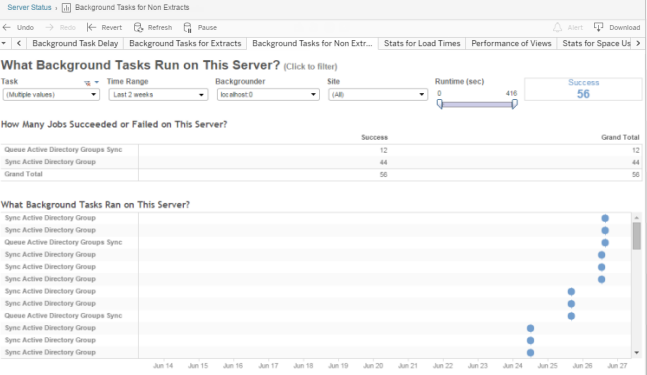 Server Status › Background Tasks for Non Extracts
← Undo → Redo Revert Refresh Pause Alert Download
Background Task Delay Background Tasks for Extracts Background Tasks for Non Extr... Stats for Load Times Performance of Views Stats for Space Us
What Background Tasks Run on This Server? (Click to filter)
Task Time Range Backgrounder Site Runtime (sec) Success
(Multiple values) Last 2 weeks localhost:0 (All) 0 416 56
How Many Jobs Succeeded or Failed on This Server?
Success Grand Total
Queue Active Directory Groups Sync 12 12
Sync Active Directory Group 44 44
Grand Total 56 56
What Background Tasks Ran on This Server?
Sync Active Directory Group
Sync Active Directory Group
Queue Active Directory Groups Sync
Sync Active Directory Group
Sync Active Directory Group
Sync Active Directory Group
Sync Active Directory Group
Sync Active Directory Group
Queue Active Directory Groups Sync
Sync Active Directory Group
Sync Active Directory Group
Sync Active Directory Group
Jun 14 Jun 15 Jun 16 Jun 17 Jun 18 Jun 19 Jun 20 Jun 21 Jun 22 Jun 23 Jun 24 Jun 25 Jun 26 Jun 27